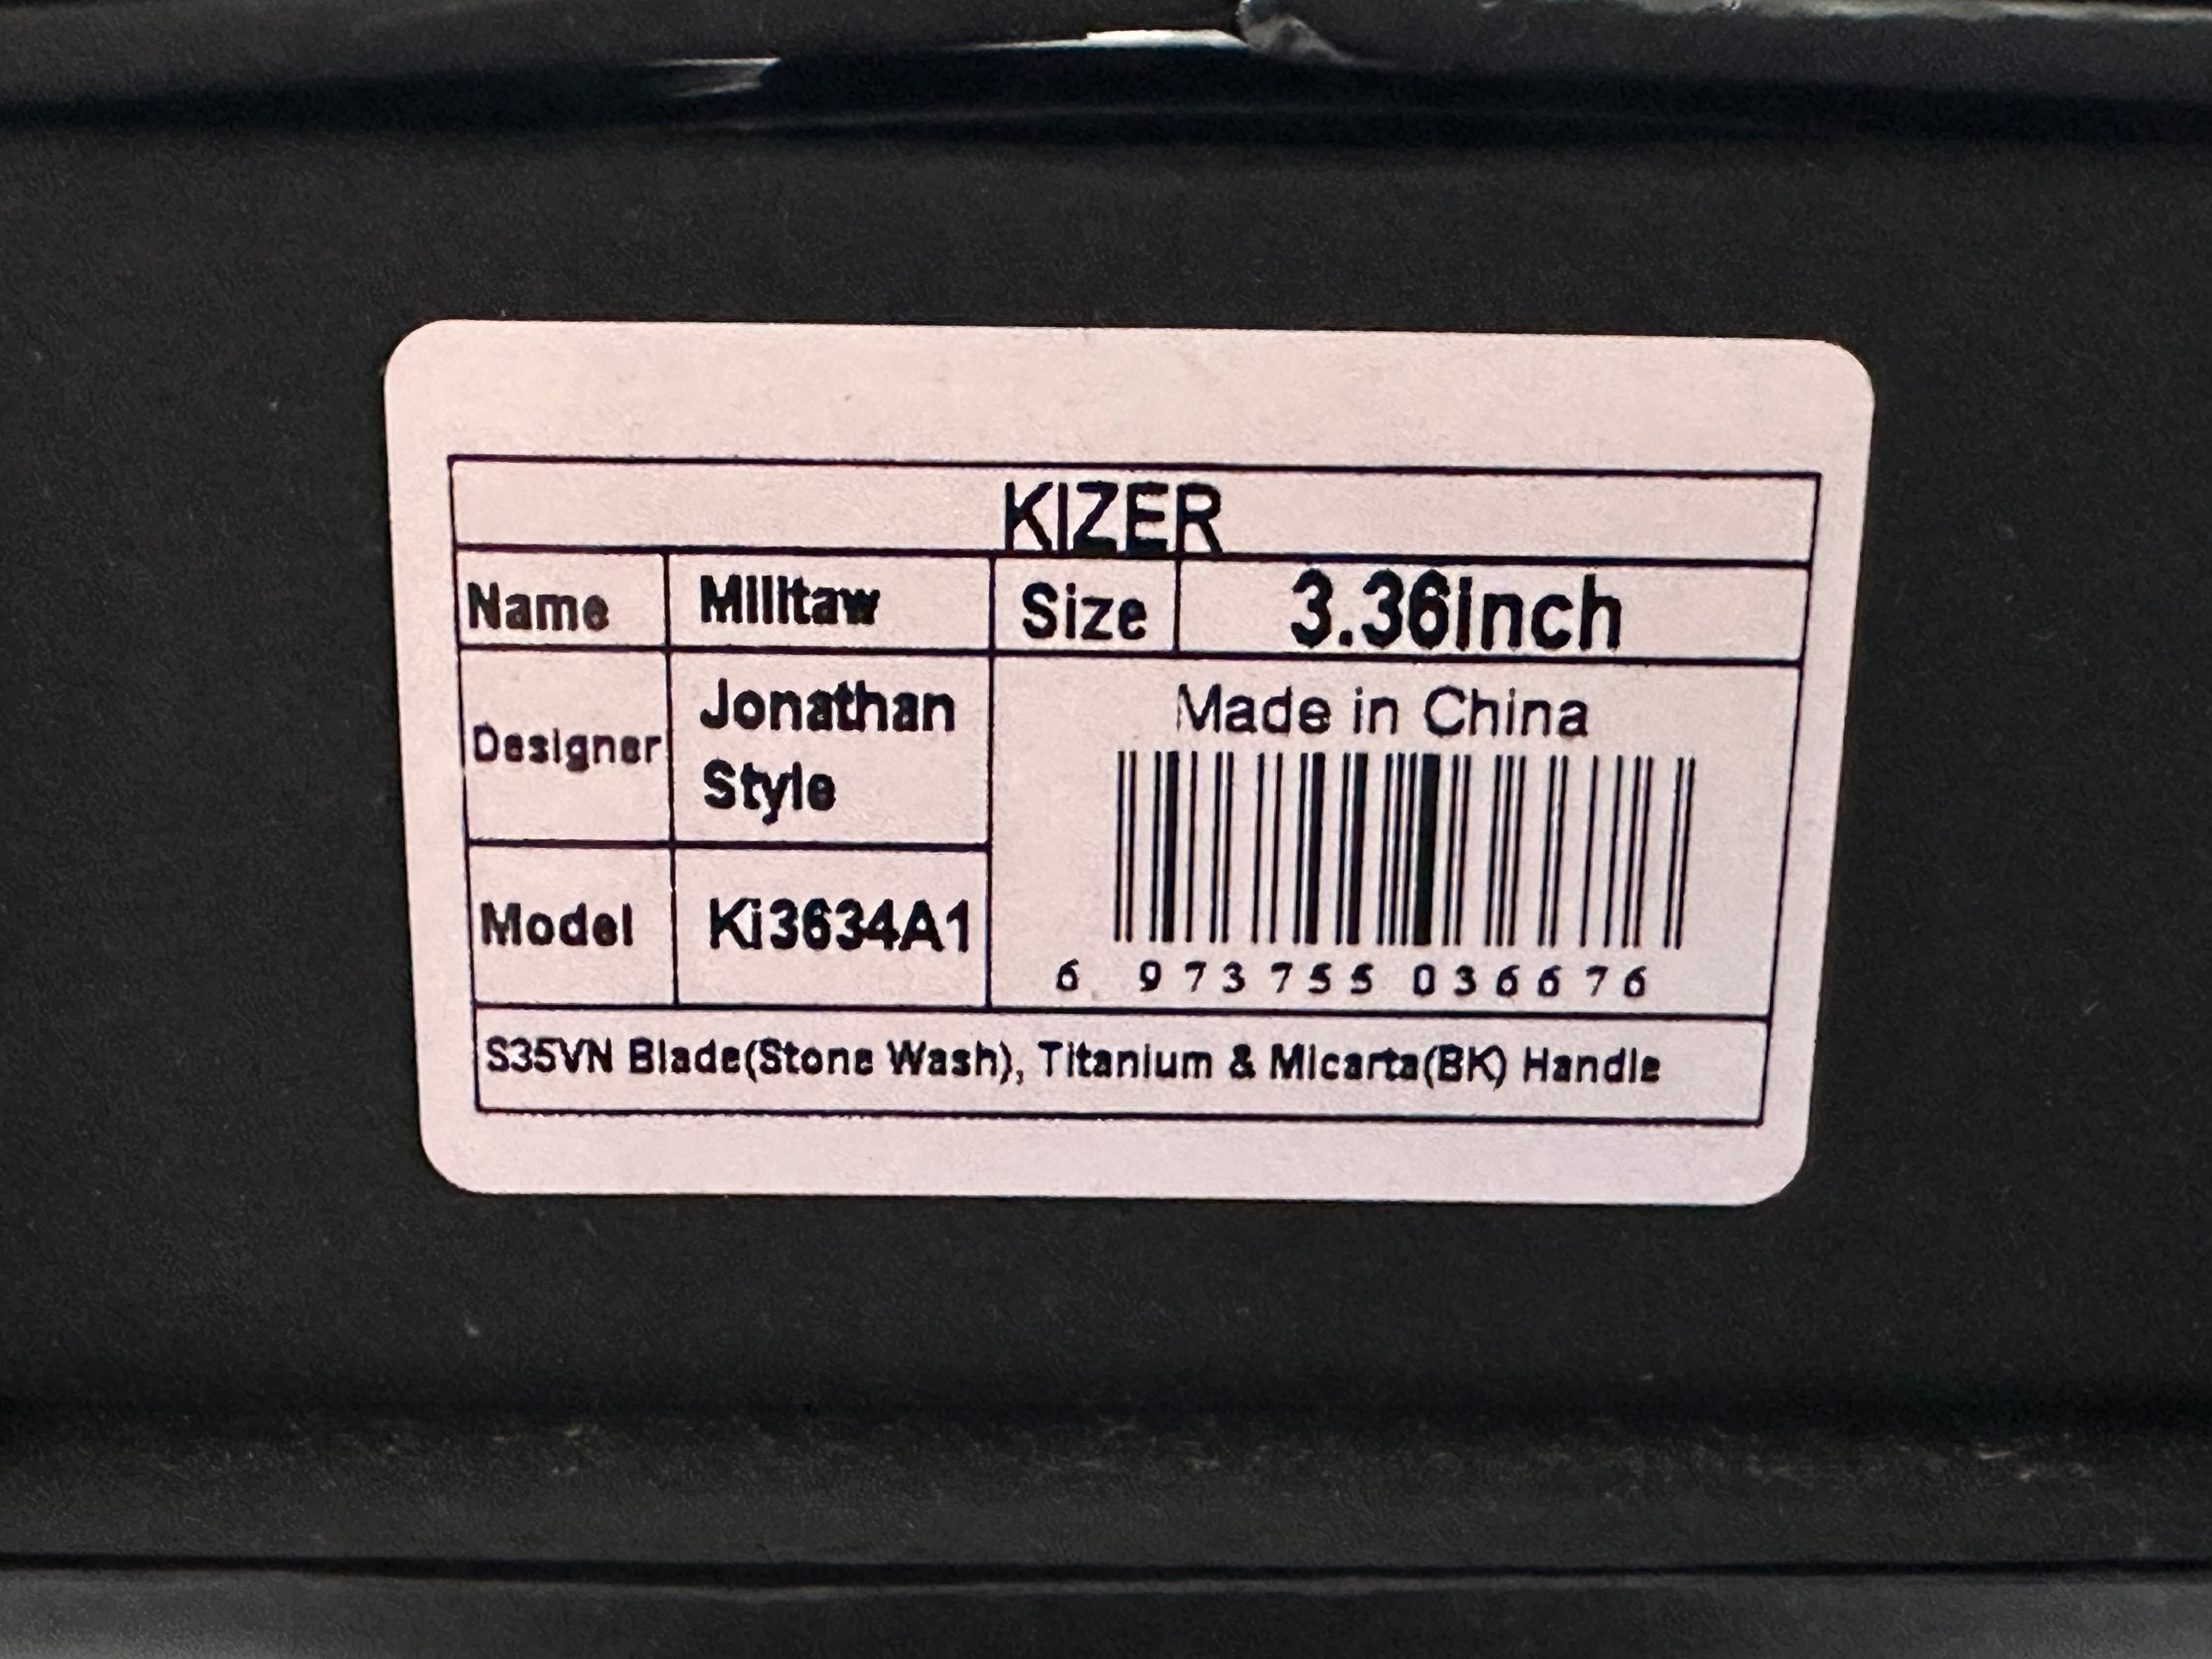 KIZER
Name Militaw Size 3.36inch
Designer Jonathan
Style
Made in China
Model Ki3634A1
6 973755 036676
S35VN Blade(Stone Wash), Titanium & Micarta(BK) Handle